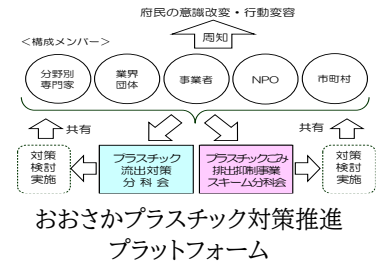 府民の意識改変・行動変容
周知
＜構成メンバー＞
分野別
専門家
業界
団体
事業者
NPO
市町村
共有
共有
対策
検討
実施
プラスチック
流出対策
分科会
プラスチックごみ
排出抑制事業
スキーム分科会
対策
検討
実施
おおさかプラスチック対策推進
プラットフォーム